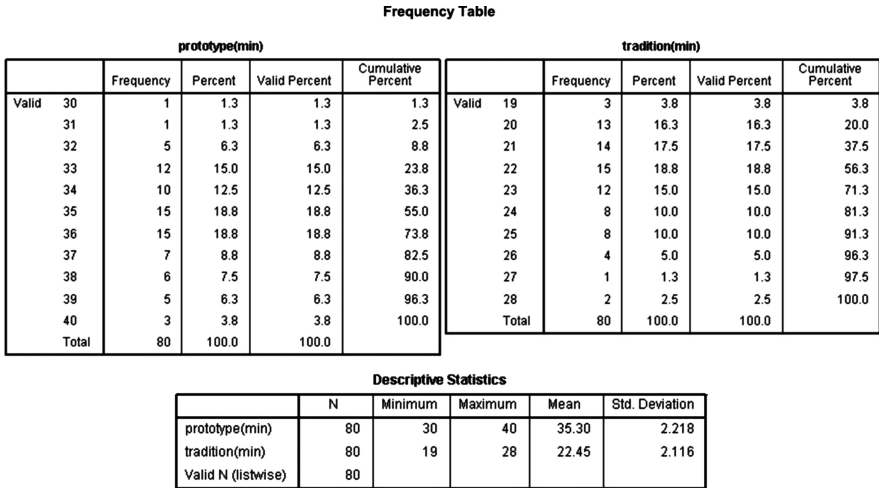 Frequency Table
prototype(min)
Frequency Percent Valid Percent Cumulative Percent
Valid 30 1 1.3 1.3 1.3
31 1 1.3 1.3 2.5
32 5 6.3 6.3 8.8
33 12 15.0 15.0 23.8
34 10 12.5 12.5 36.3
35 15 18.8 18.8 55.0
36 15 18.8 18.8 73.8
37 7 8.8 8.8 82.5
38 6 7.5 7.5 90.0
39 5 6.3 6.3 96.3
40 3 3.8 3.8 100.0
Total 80 100.0 100.0
tradition(min)
Frequency Percent Valid Percent Cumulative Percent
Valid 19 3 3.8 3.8 3.8
20 13 16.3 16.3 20.0
21 14 17.5 17.5 37.5
22 15 18.8 18.8 56.3
23 12 15.0 15.0 71.3
24 8 10.0 10.0 81.3
25 8 10.0 10.0 91.3
26 4 5.0 5.0 96.3
27 1 1.3 1.3 97.5
28 2 2.5 2.5 100.0
Total 80 100.0 100.0
Descriptive Statistics
N Minimum Maximum Mean Std. Deviation
prototype(min) 80 30 40 35.30 2.218
tradition(min) 80 19 28 22.45 2.116
Valid N (listwise) 80